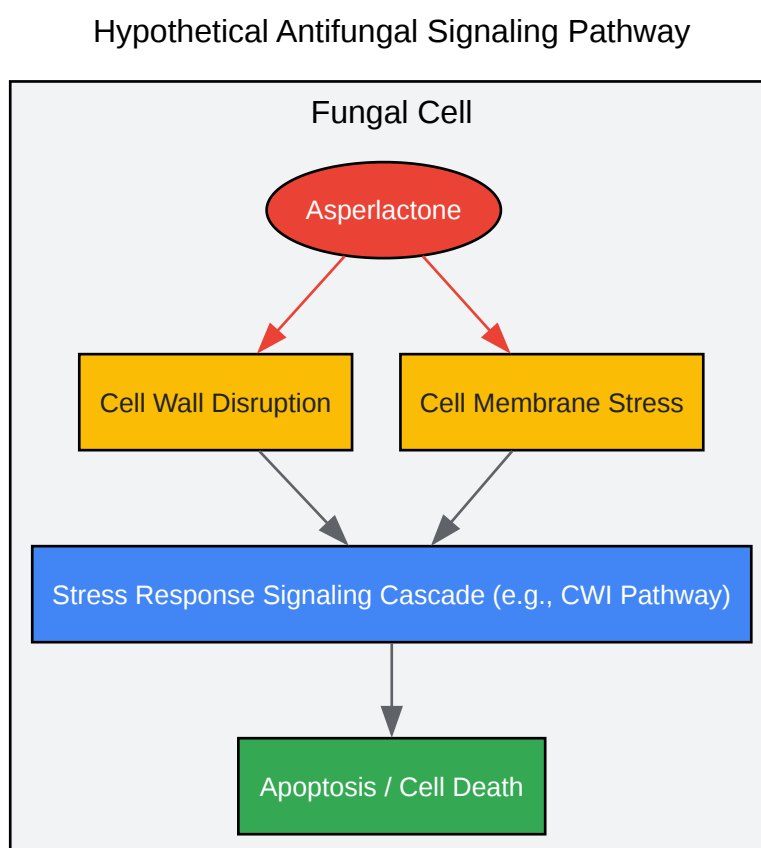 Hypothetical Antifungal Signaling Pathway
Fungal Cell
Asperlactone
Cell Wall Disruption
Cell Membrane Stress
Stress Response Signaling Cascade (e.g., CWI Pathway)
Apoptosis / Cell Death